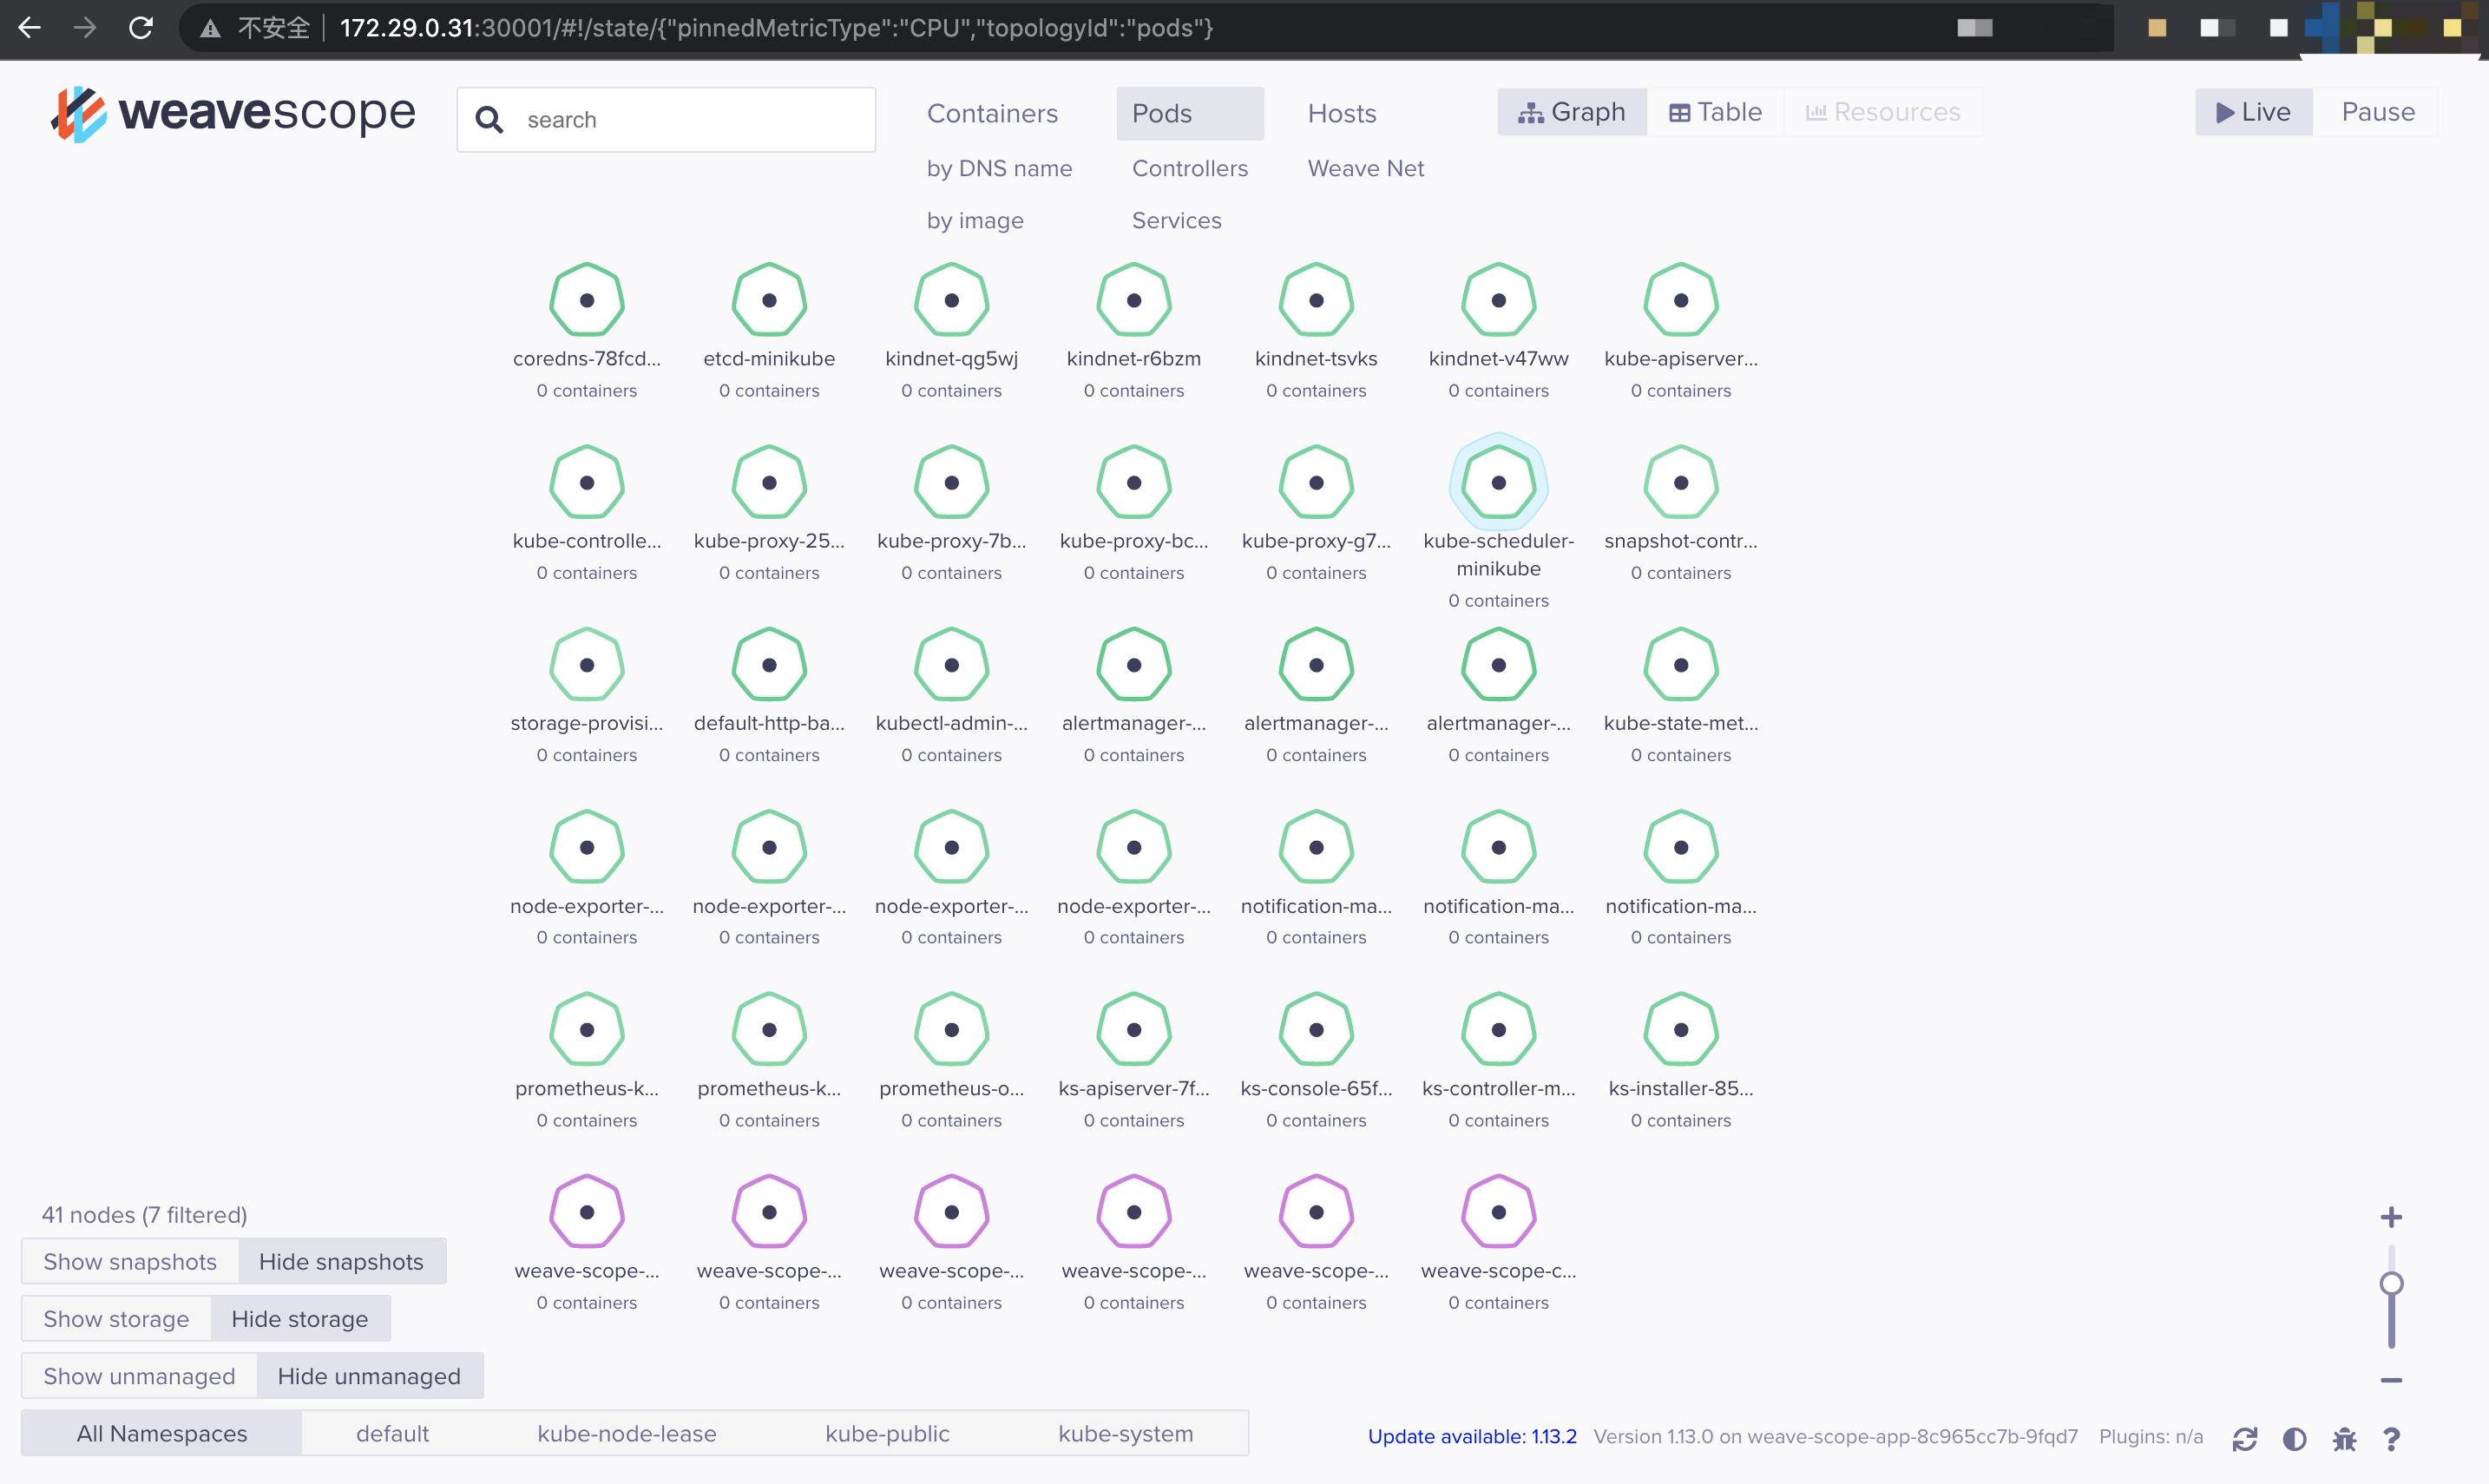 不安全 172.29.0.31:30001/#!/state/{"pinnedMetricType":"CPU","topologyId":"pods"}
weavescope
search
Containers Pods Hosts
Graph Table Resources
Live Pause
by DNS name Controllers Weave Net
by image Services
coredns-78fcd... etcd-minikube kindnet-qg5wj kindnet-r6bzm kindnet-tsvks kindnet-v47ww kube-apiserver...
0 containers 0 containers 0 containers 0 containers 0 containers 0 containers 0 containers
kube-controlle... kube-proxy-25... kube-proxy-7b... kube-proxy-bc... kube-proxy-g7... kube-scheduler- snapshot-contr...
minikube
0 containers 0 containers 0 containers 0 containers 0 containers 0 containers 0 containers
storage-provisi... default-http-ba... kubectl-admin-... alertmanager-... alertmanager-... alertmanager-... kube-state-met...
0 containers 0 containers 0 containers 0 containers 0 containers 0 containers 0 containers
node-exporter-... node-exporter-... node-exporter-... node-exporter-... notification-ma... notification-ma... notification-ma...
0 containers 0 containers 0 containers 0 containers 0 containers 0 containers 0 containers
prometheus-k... prometheus-k... prometheus-o... ks-apiserver-7f... ks-console-65f... ks-controller-m... ks-installer-85...
0 containers 0 containers 0 containers 0 containers 0 containers 0 containers 0 containers
weave-scope-... weave-scope-... weave-scope-... weave-scope-... weave-scope-... weave-scope-c...
0 containers 0 containers 0 containers 0 containers 0 containers 0 containers
41 nodes (7 filtered)
Show snapshots Hide snapshots
Show storage Hide storage
Show unmanaged Hide unmanaged
All Namespaces default kube-node-lease kube-public kube-system
Update available: 1.13.2 Version 1.13.0 on weave-scope-app-8c965cc7b-9fqd7 Plugins: n/a